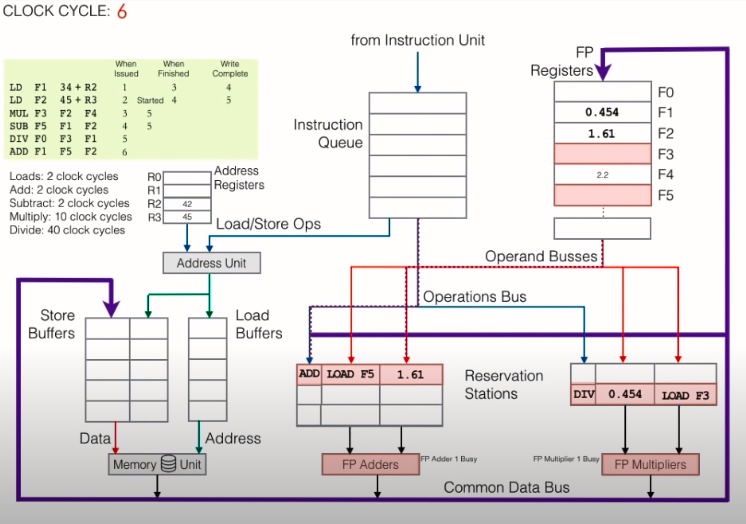 CLOCK CYCLE: 6
from Instruction Unit
When Issued When Finished Write Complete
LD F1 34 + R2 1 3 4
LD F2 45 + R3 2 Started 4 5
MUL F3 F2 F4 3 5
SUB F5 F1 F2 4 5
DIV F0 F3 F1 5
ADD F1 F5 F2 6
Loads: 2 clock cycles
Add: 2 clock cycles
Subtract: 2 clock cycles
Multiply: 10 clock cycles
Divide: 40 clock cycles
R0
R1
R2 42
R3 45
Address Registers
Instruction Queue
FP Registers
F0
0.454 F1
1.61 F2
F3
2.2 F4
F5
Load/Store Ops
Address Unit
Operand Busses
Operations Bus
Store Buffers
Load Buffers
ADD LOAD F5 1.61
Reservation Stations
DIV 0.454 LOAD F3
Data
Address
Memory Unit
FP Adders
FP Adder 1 Busy
FP Multiplier 1 Busy
FP Multipliers
Common Data Bus